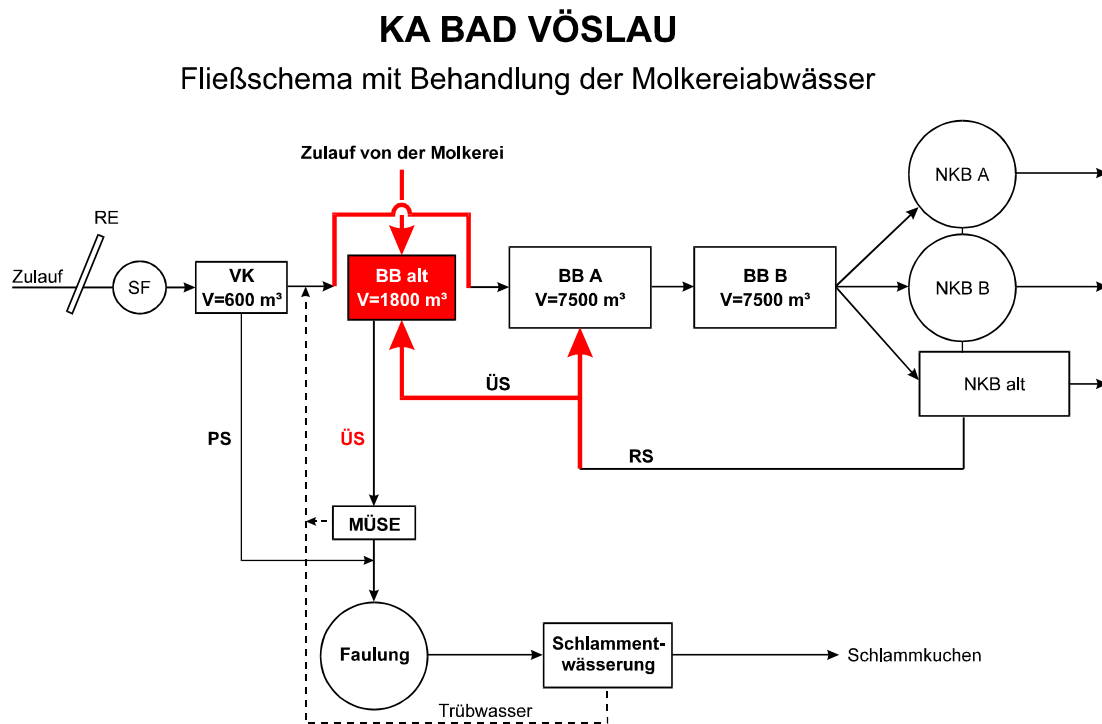 KA BAD VÖSLAU
Fließschema mit Behandlung der Molkereiabwässer
Zulauf von der Molkerei
RE
Zulauf
SF
VK
V=600 m³
BB alt
V=1800 m³
BB A
V=7500 m³
BB B
V=7500 m³
NKB A
NKB B
NKB alt
ÜS
PS
ÜS
RS
MÜSE
Faulung
Schlamment-
wässerung
Schlammkuchen
Trübwasser